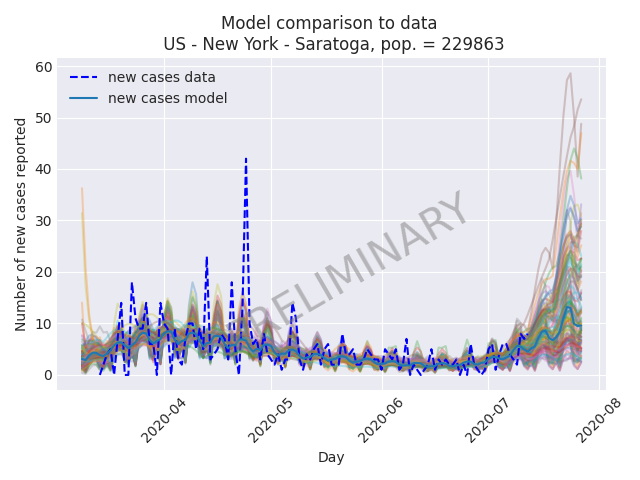 Model comparison to data
US - New York - Saratoga, pop. = 229863
Number of new cases reported
60
50
40
30
20
10
0
new cases data
new cases model
PRELIMINARY
2020-04
2020-05
2020-06
2020-07
2020-08
Day